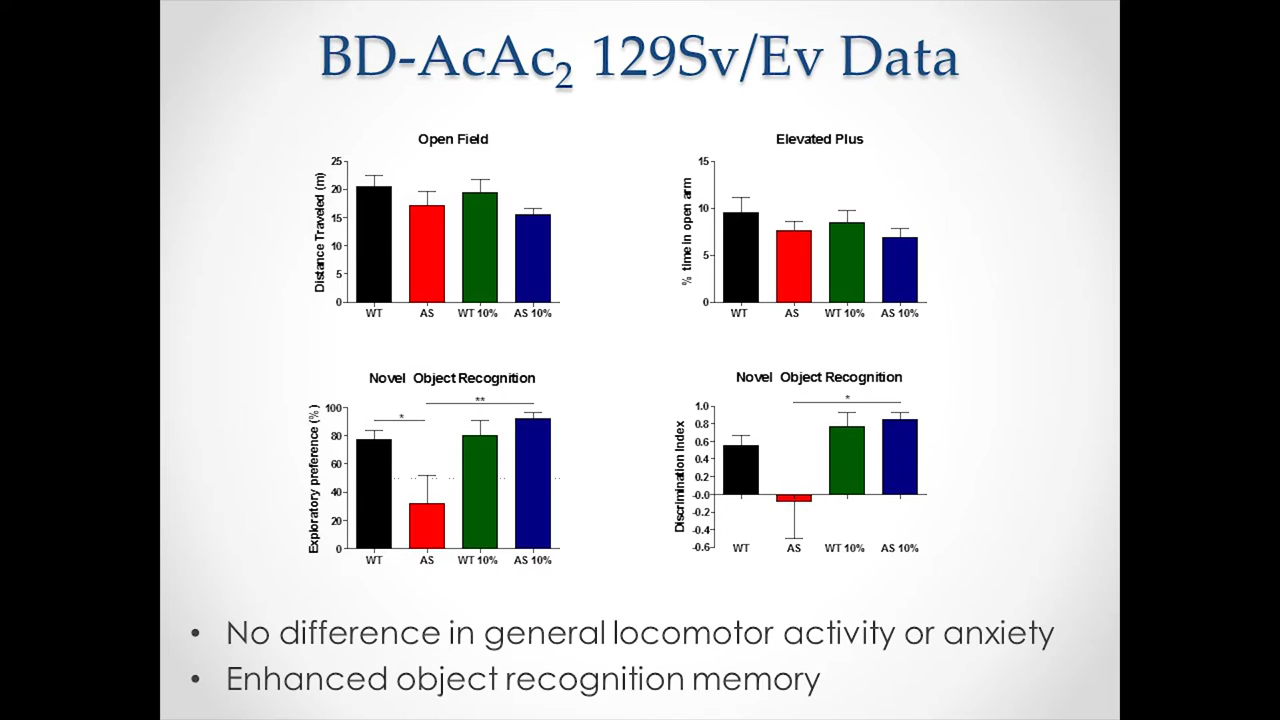 BD-AcAc2 129Sv/Ev Data
Open Field
Distance Traveled (m)
25
20
15
10
5
0
WT AS WT 10% AS 10%
Elevated Plus
% time in open arm
15
10
5
0
WT AS WT 10% AS 10%
Novel Object Recognition
Exploratory preference (%)
100
80
60
40
20
0
*
**
WT AS WT 10% AS 10%
Novel Object Recognition
Discrimination Index
1.0
0.8
0.6
0.4
0.2
-0.0
-0.2
-0.4
-0.6
*
WT AS WT 10% AS 10%
• No difference in general locomotor activity or anxiety
• Enhanced object recognition memory